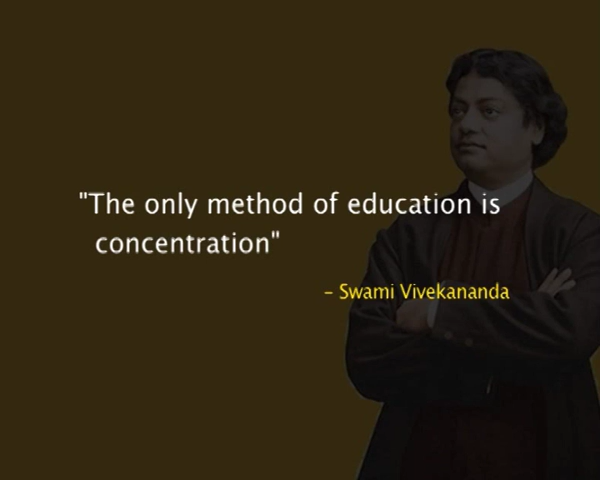 "The only method of education is
concentration"
– Swami Vivekananda